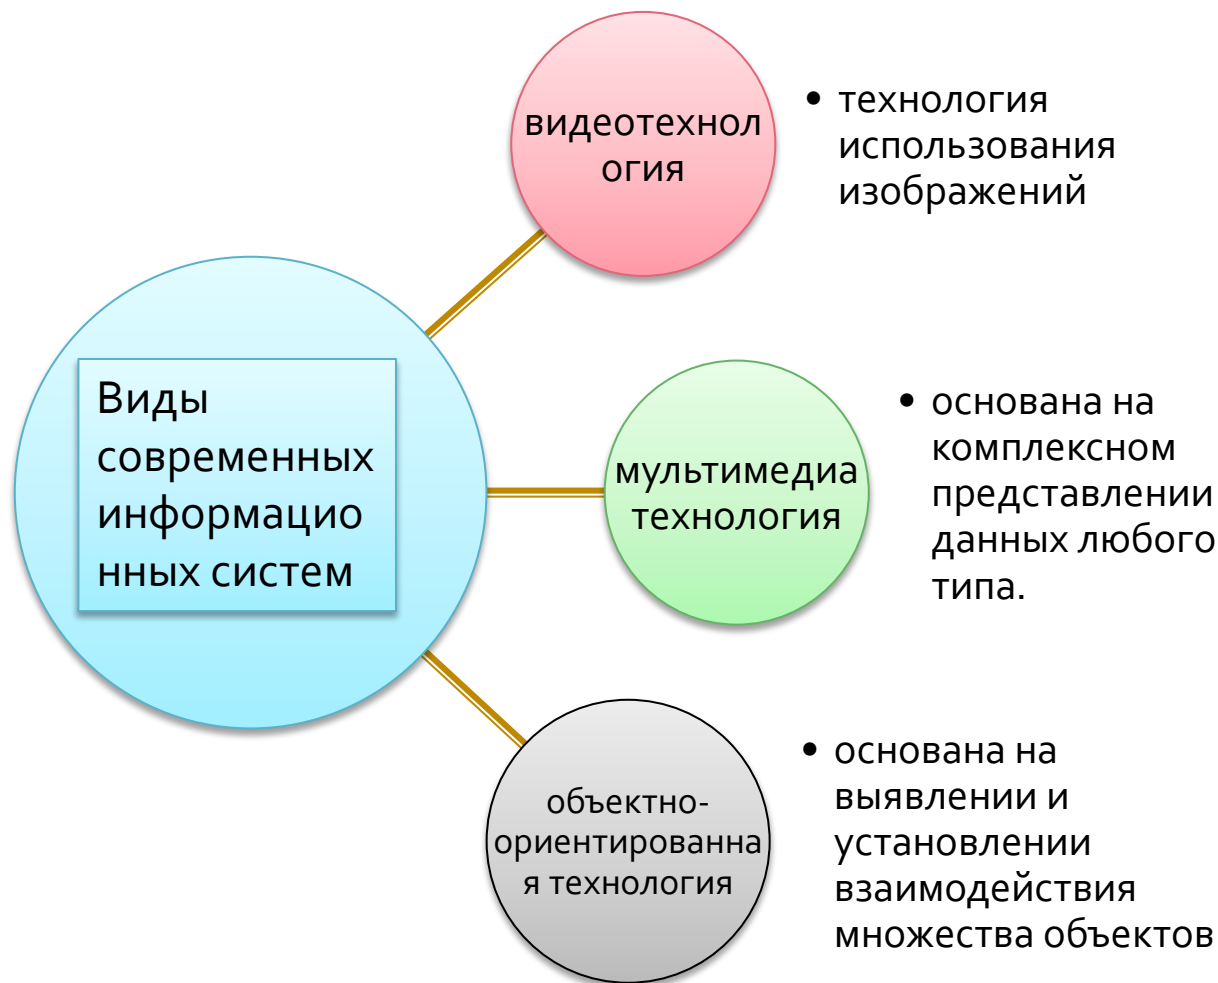 видеотехнол
огия
• технология
использования
изображений
Виды
современных
информацио
нных систем
мультимедиа
технология
• основана на
комплексном
представлении
данных любого
типа.
объектно-
ориентированна
я технология
• основана на
выявлении и
установлении
взаимодействия
множества объектов